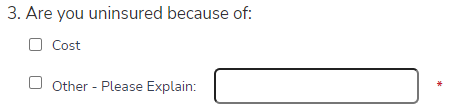 3. Are you uninsured because of:
Cost
Other - Please Explain: *